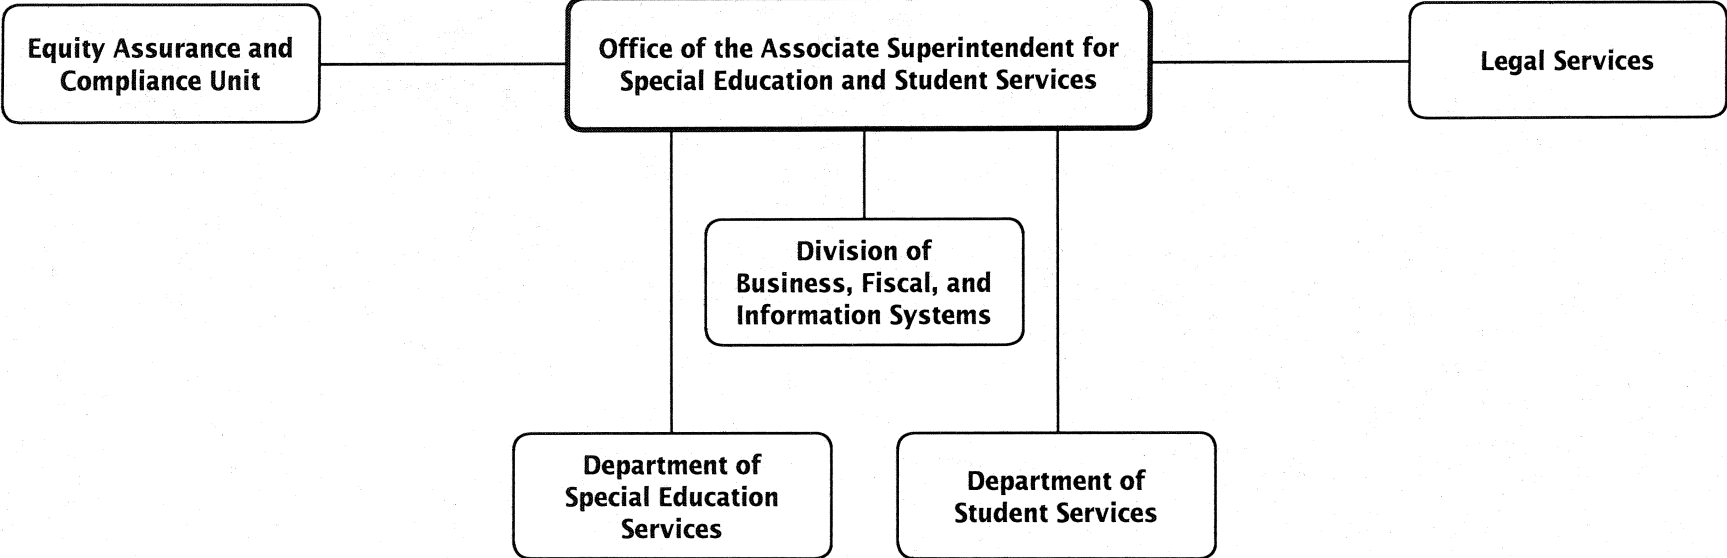 Equity Assurance and
Compliance Unit
Office of the Associate Superintendent for
Special Education and Student Services
Legal Services
Division of
Business, Fiscal, and
Information Systems
Department of
Special Education
Services
Department of
Student Services